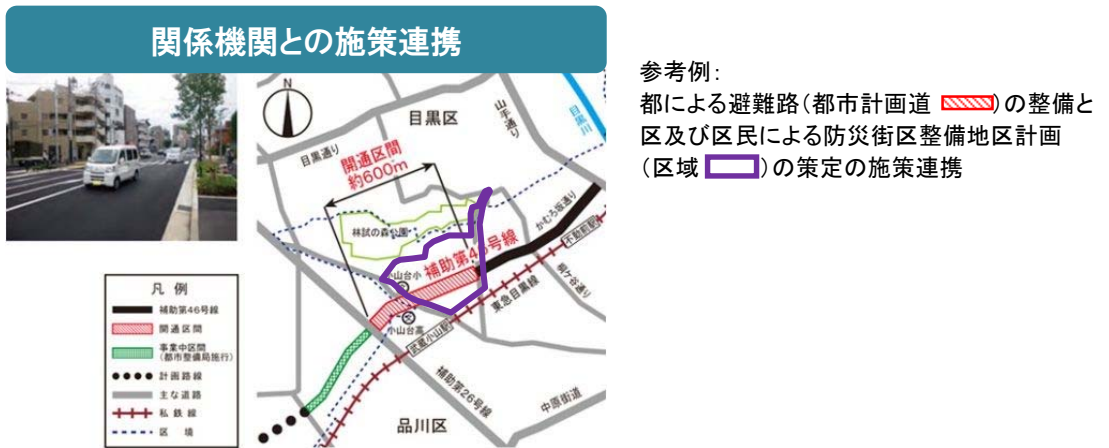 関係機関との施策連携
参考例:
都による避難路(都市計画道 )の整備と
区及び区民による防災街区整備地区計画
(区域 )の策定の施策連携
N
目黒区
山手通り
目黒川
目黒通り
開通区間
約600m
林試の森公園
かむろ坂通り
不動前駅
補助第46号線
小山台小
小山台高
東急目黒線
武蔵小山駅
補助第26号線
中原街道
品川区
凡例
補助第46号線
開通区間
事業中区間
(都市整備局施行)
計画路線
主な道路
私鉄線
区境